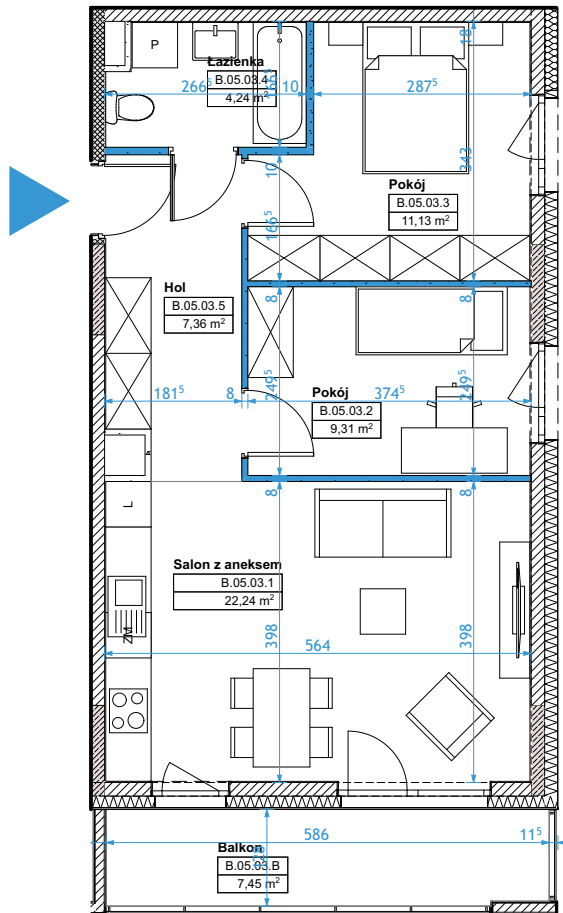 P
18
Łazienka
B.05.03.4
4,24 m²
266⁵
10
287⁵
343
10
166⁵
Pokój
B.05.03.3
11,13 m²
8
8
Hol
B.05.03.5
7,36 m²
249⁵
249⁵
181⁵
8
374⁵
Pokój
B.05.03.2
9,31 m²
8
8
L
Salon z aneksem
B.05.03.1
22,24 m²
ZM
398
398
564
586
11⁵
Balkon
B.05.03.B
7,45 m²